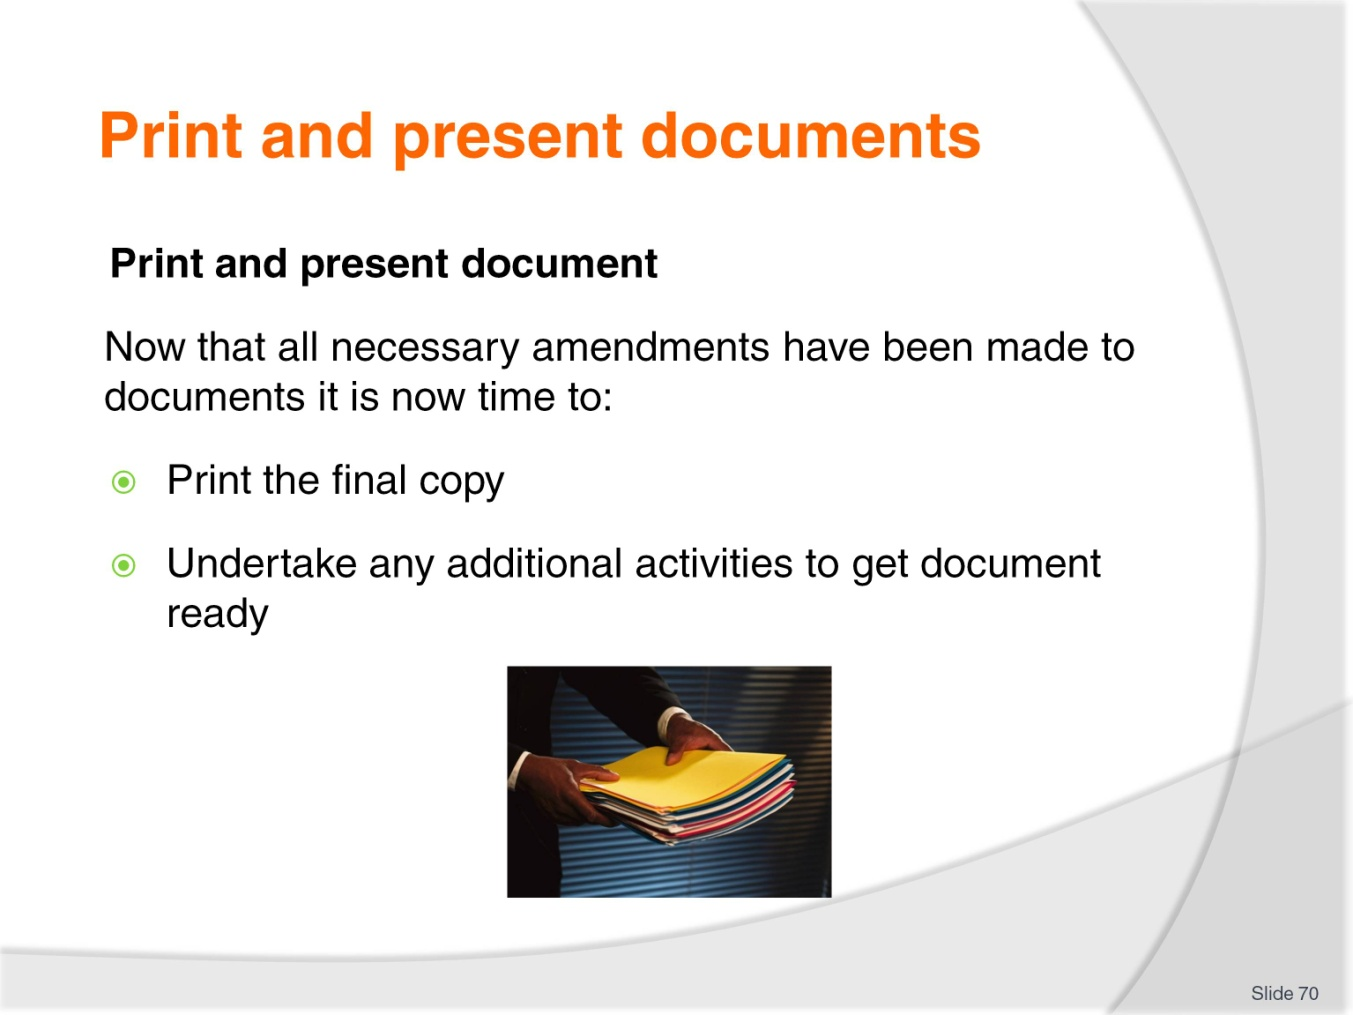 Print and present documents
Print and present document
Now that all necessary amendments have been made to
documents it is now time to:
Print the final copy
Undertake any additional activities to get document
ready
Slide 70